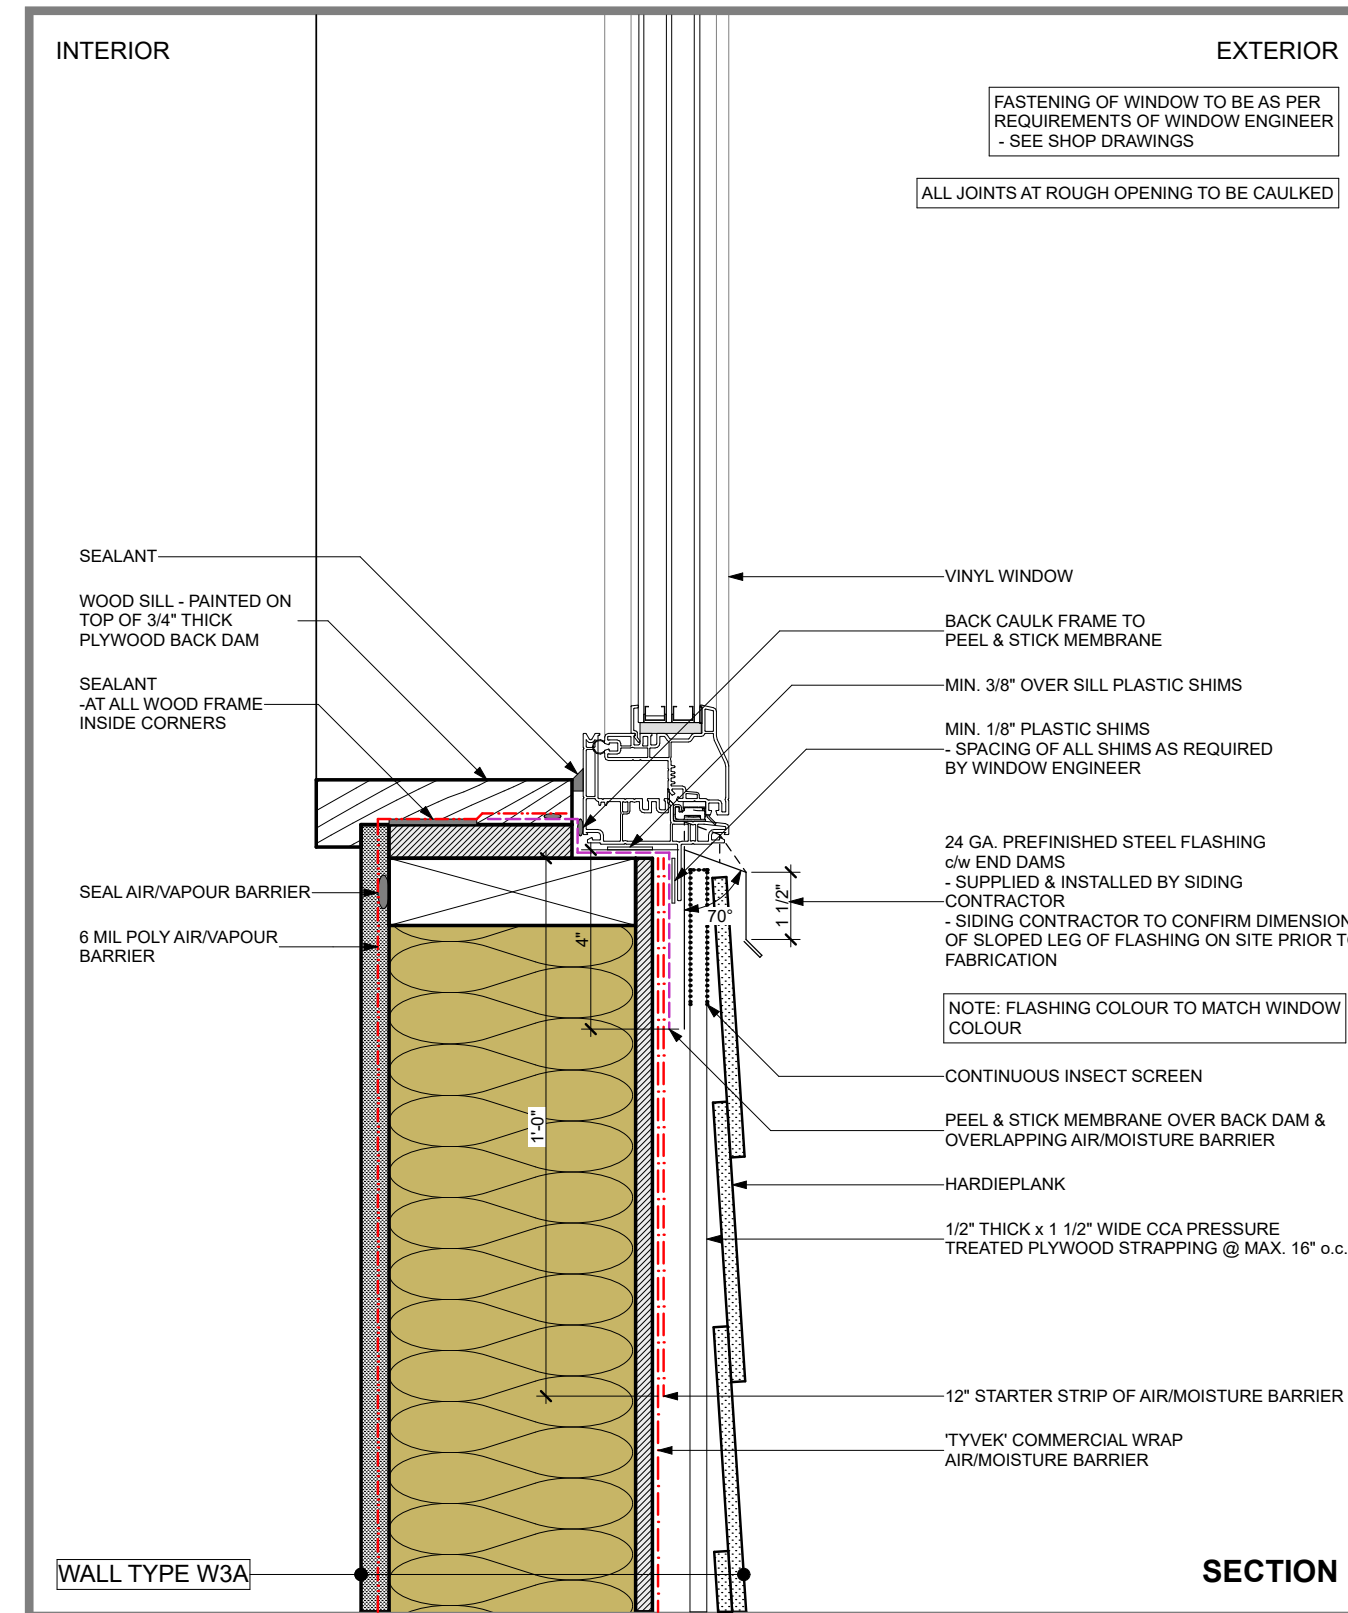 INTERIOR
EXTERIOR
FASTENING OF WINDOW TO BE AS PER
REQUIREMENTS OF WINDOW ENGINEER
- SEE SHOP DRAWINGS
ALL JOINTS AT ROUGH OPENING TO BE CAULKED
SEALANT
WOOD SILL - PAINTED ON
TOP OF 3/4" THICK
PLYWOOD BACK DAM
SEALANT
-AT ALL WOOD FRAME
INSIDE CORNERS
SEAL AIR/VAPOUR BARRIER
6 MIL POLY AIR/VAPOUR
BARRIER
VINYL WINDOW
BACK CAULK FRAME TO
PEEL & STICK MEMBRANE
MIN. 3/8" OVER SILL PLASTIC SHIMS
MIN. 1/8" PLASTIC SHIMS
- SPACING OF ALL SHIMS AS REQUIRED
BY WINDOW ENGINEER
24 GA. PREFINISHED STEEL FLASHING
c/w END DAMS
- SUPPLIED & INSTALLED BY SIDING
CONTRACTOR
- SIDING CONTRACTOR TO CONFIRM DIMENSION
OF SLOPED LEG OF FLASHING ON SITE PRIOR TO
FABRICATION
1 1/2"
70°
4"
1'-0"
NOTE: FLASHING COLOUR TO MATCH WINDOW
COLOUR
CONTINUOUS INSECT SCREEN
PEEL & STICK MEMBRANE OVER BACK DAM &
OVERLAPPING AIR/MOISTURE BARRIER
HARDIEPLANK
1/2" THICK x 1 1/2" WIDE CCA PRESSURE
TREATED PLYWOOD STRAPPING @ MAX. 16" o.c.
12" STARTER STRIP OF AIR/MOISTURE BARRIER
'TYVEK' COMMERCIAL WRAP
AIR/MOISTURE BARRIER
WALL TYPE W3A
SECTION